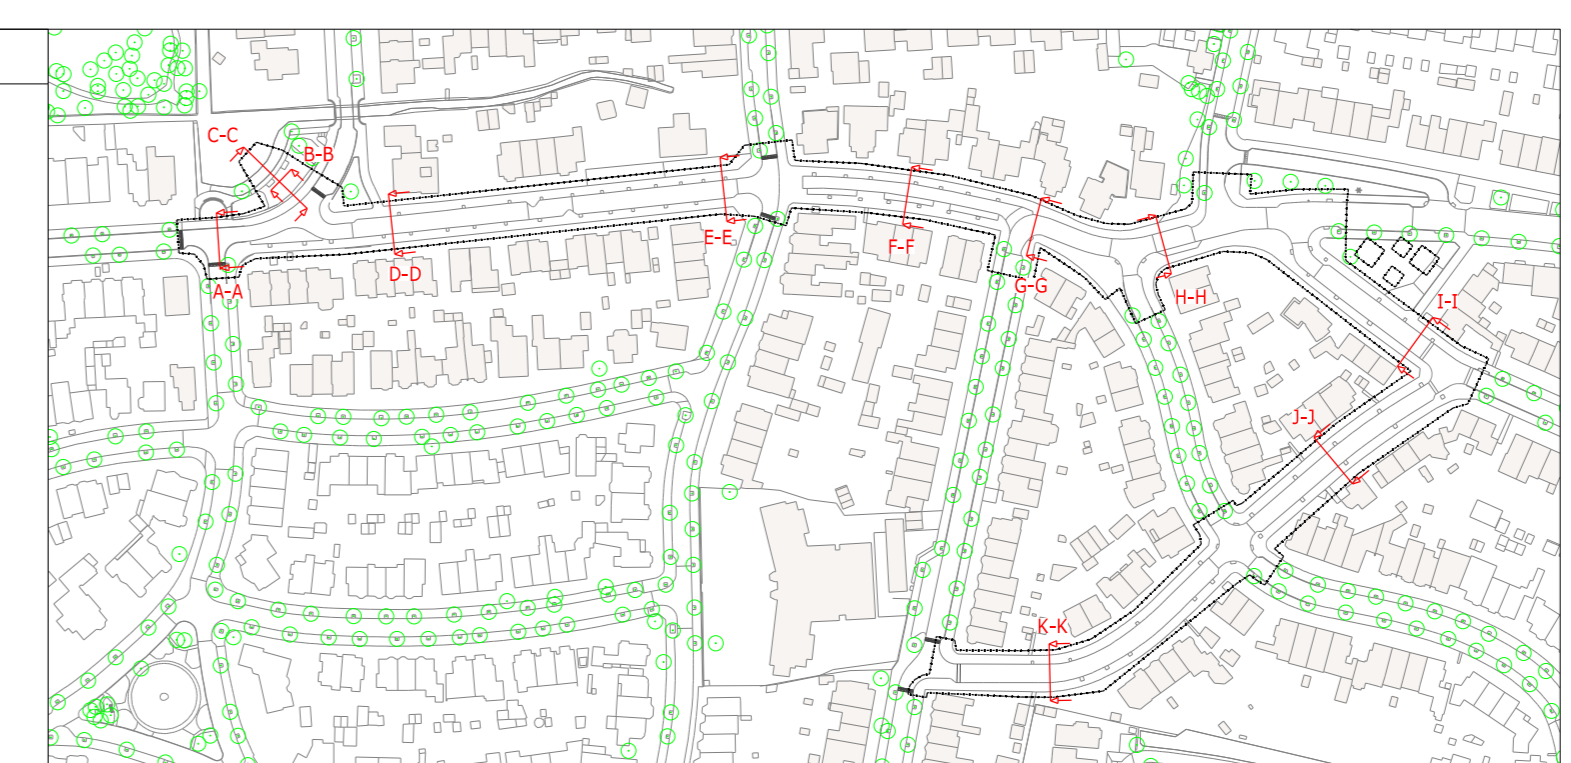 C-C
B-B
A-A
D-D
E-E
F-F
G-G
H-H
I-I
J-J
K-K